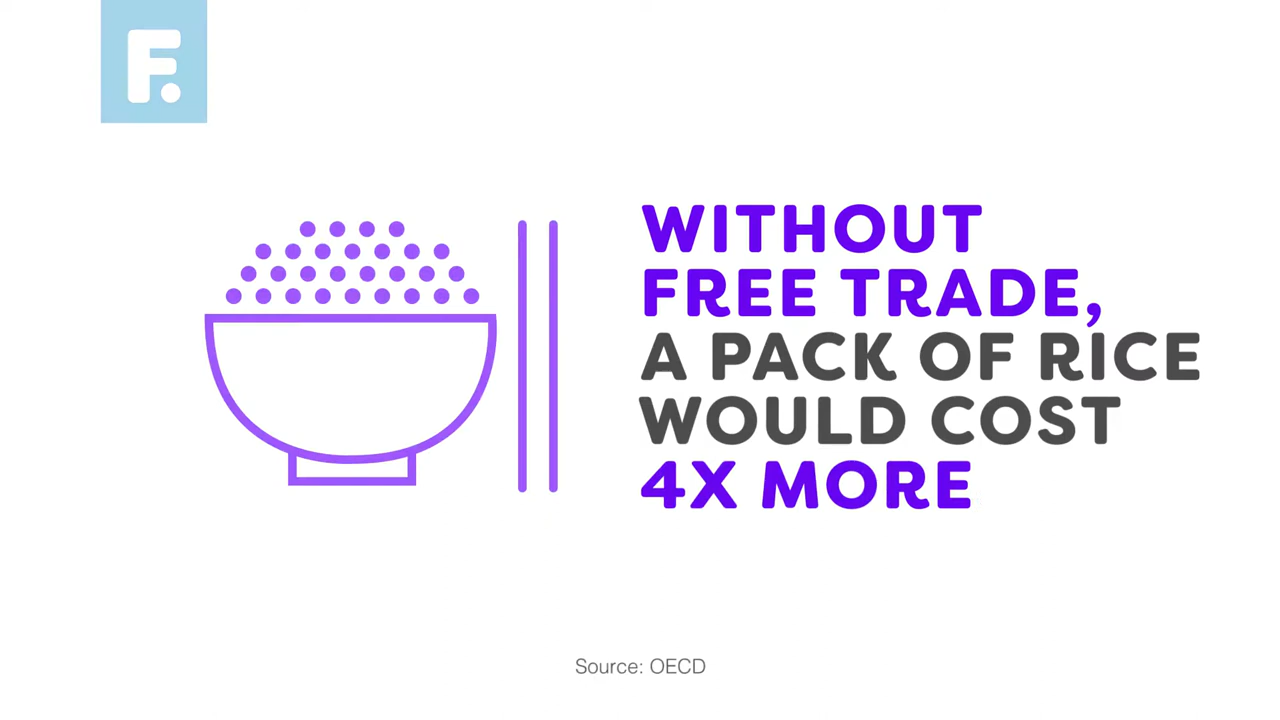 F.
WITHOUT
FREE TRADE,
A PACK OF RICE
WOULD COST
4X MORE
Source: OECD